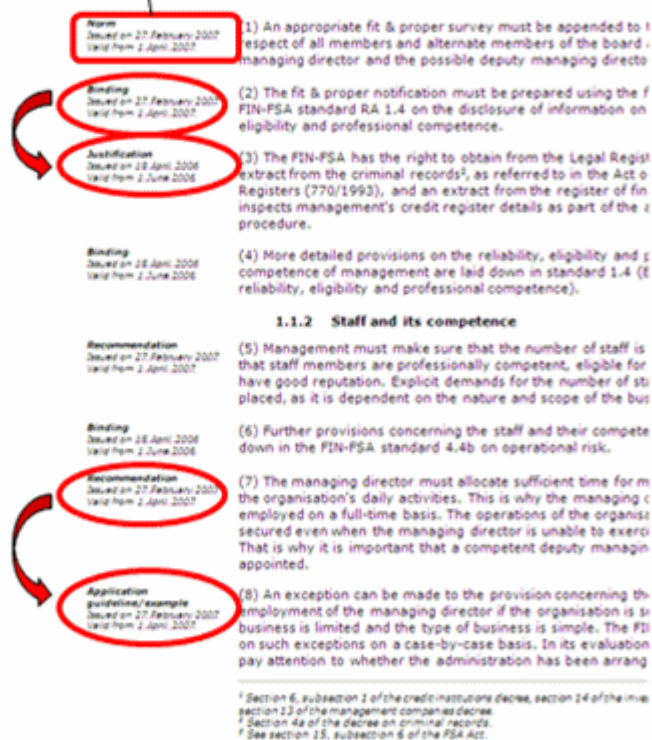 Norm
Issued on 27.February 2007
Valid from 1 April 2007
(1) An appropriate fit & proper survey must be appended to
respect of all members and alternate members of the board
managing director and the possible deputy managing directo
Binding
Issued on 27.February 2007
Valid from 1 April 2007
(2) The fit & proper notification must be prepared using the f
FIN-FSA standard RA 1.4 on the disclosure of information on
eligibility and professional competence.
Justification
Issued on 18 April 2006
Valid from 1 June 2006
(3) The FIN-FSA has the right to obtain from the Legal Regist
extract from the criminal records², as referred to in the Act o
Registers (770/1993), and an extract from the register of fin
inspects management's credit register details as part of the
procedure.
Binding
Issued on 18 April 2006
Valid from 1 June 2006
(4) More detailed provisions on the reliability, eligibility and p
competence of management are laid down in standard 1.4 (E
reliability, eligibility and professional competence).
1.1.2 Staff and its competence
Recommendation
Issued on 27.February 2007
Valid from 1 April 2007
(5) Management must make sure that the number of staff is
that staff members are professionally competent, eligible for
have good reputation. Explicit demands for the number of sta
placed, as it is dependent on the nature and scope of the bus
Binding
Issued on 18 April 2006
Valid from 1 June 2006
(6) Further provisions concerning the staff and their compete
down in the FIN-FSA standard 4.4b on operational risk.
Recommendation
Issued on 27.February 2007
Valid from 1 April 2007
(7) The managing director must allocate sufficient time for m
the organisation's daily activities. This is why the managing d
employed on a full-time basis. The operations of the organisa
secured even when the managing director is unable to exerci
That is why it is important that a competent deputy managin
appointed.
Application
guideline/example
Issued on 27.February 2007
Valid from 1 April 2007
(8) An exception can be made to the provision concerning the
employment of the managing director if the organisation is s
business is limited and the type of business is simple. The FI
on such exceptions on a case-by-case basis. In its evaluation
pay attention to whether the administration has been arrang
¹ Section 6, subsection 1 of the credit institutions decree, section 14 of the inve
section 13 of the management companies decree.
² Section 4a of the decree on criminal records.
³ See section 15, subsection 6 of the FSA Act.